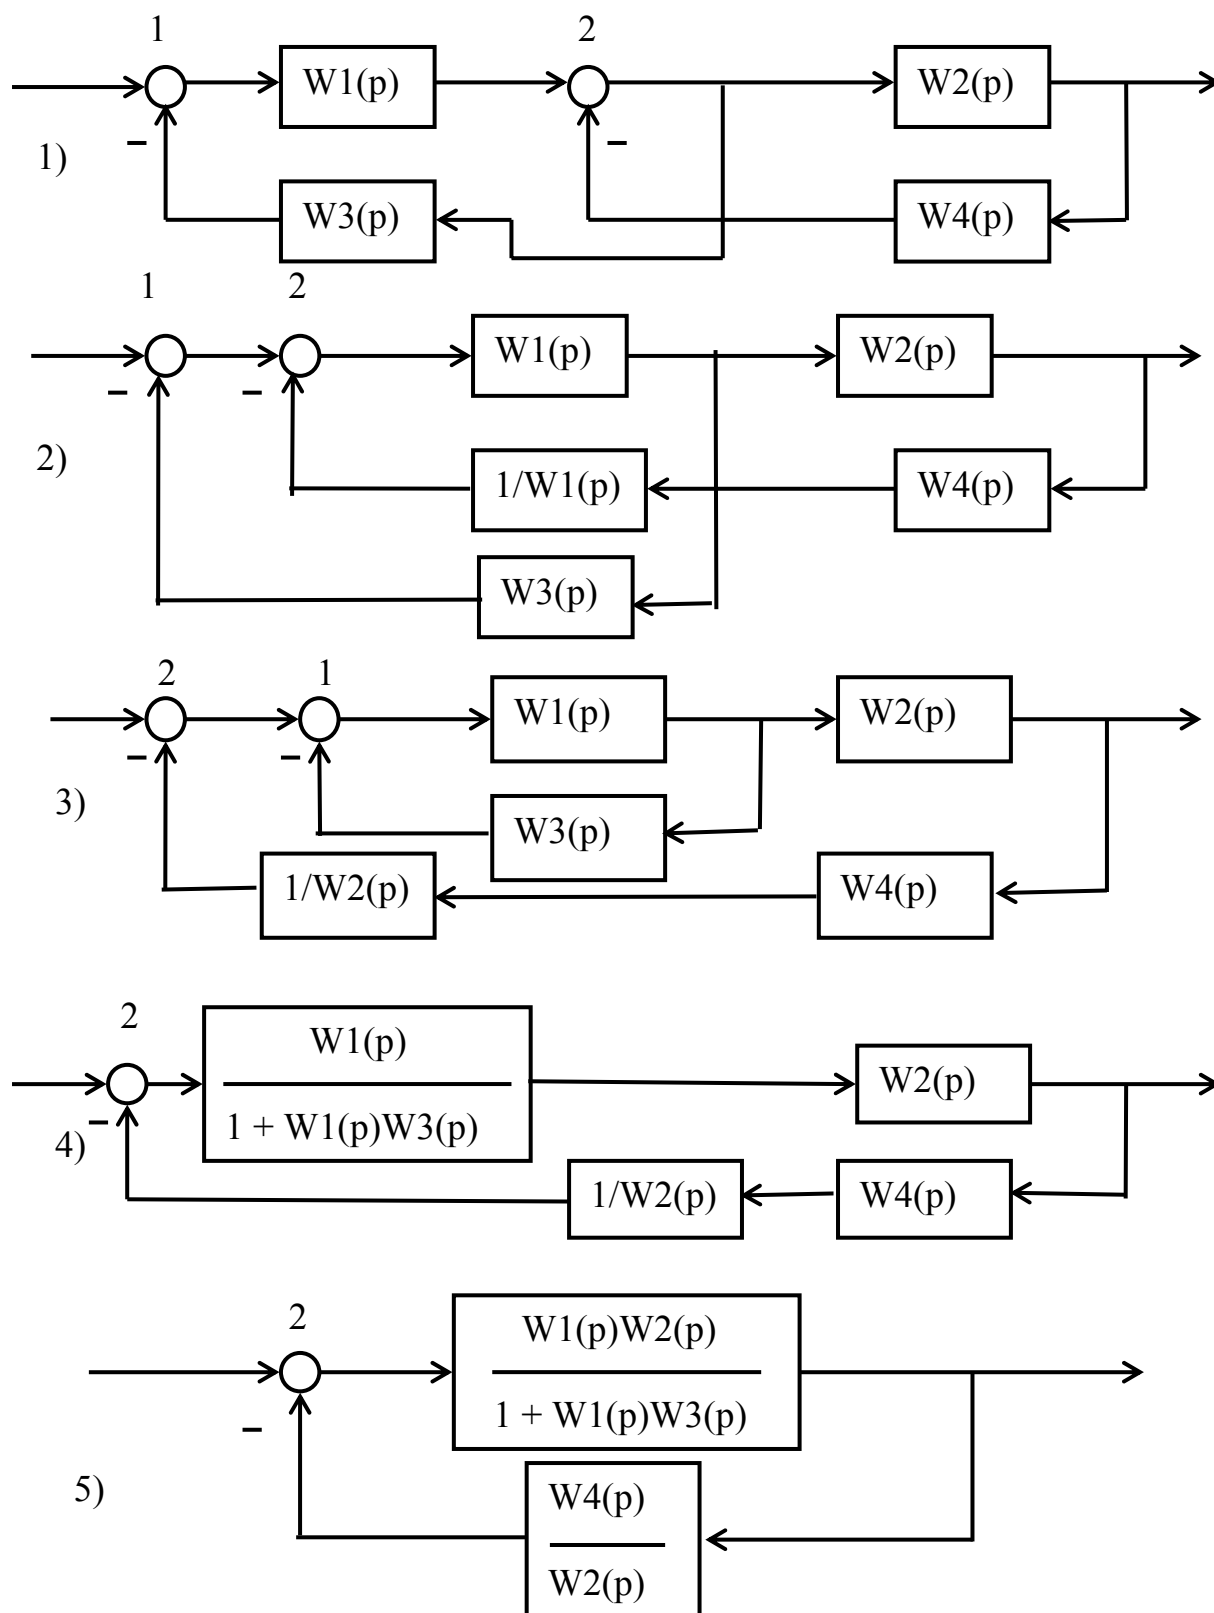 1 2
W1(p) W2(p)
–
–
1)
W3(p) W4(p)
1 2
W1(p) W2(p)
– –
2)
1/W1(p) W4(p)
W3(p)
2 1
W1(p) W2(p)
– –
3)
W3(p)
1/W2(p) W4(p)
2
W1(p)
W2(p)
1 + W1(p)W3(p)
–
4)
1/W2(p) W4(p)
2
W1(p)W2(p)
1 + W1(p)W3(p)
–
5)
W4(p)
W2(p)